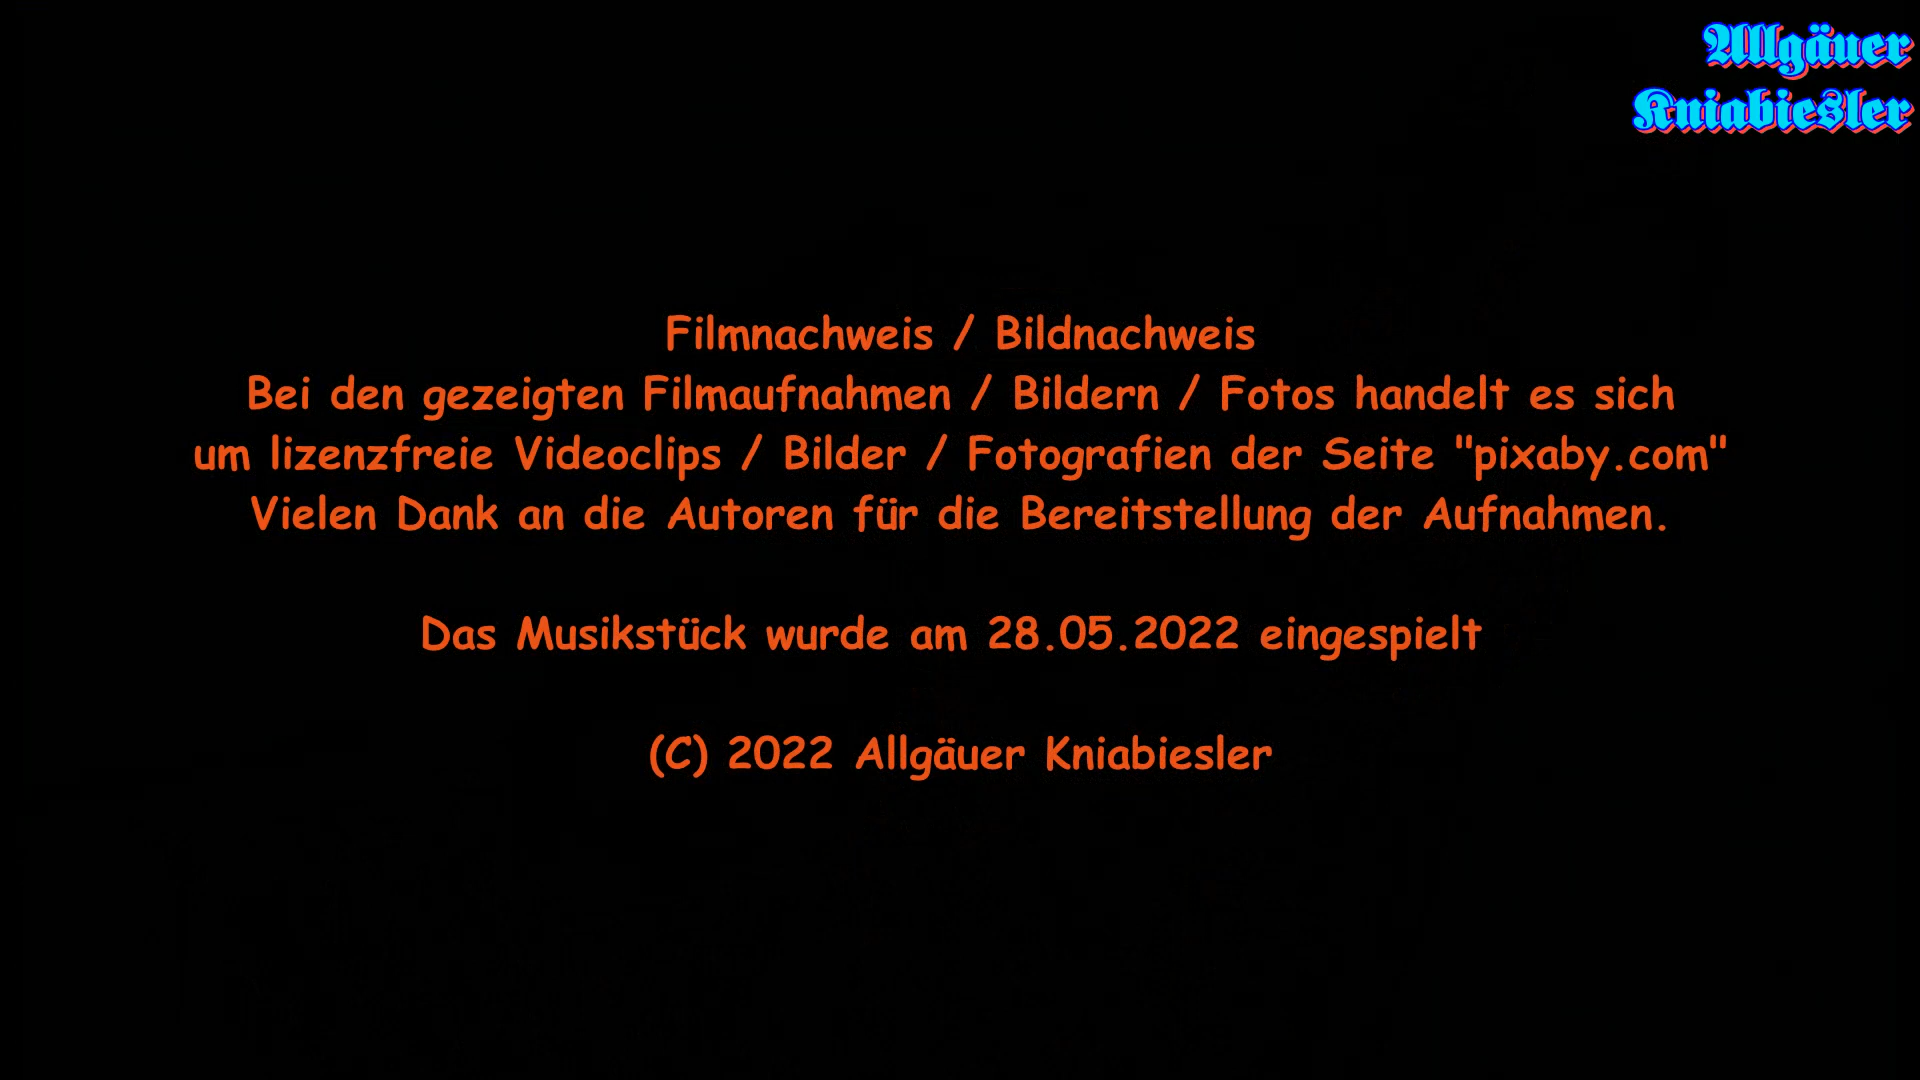 Allgäuer
Kniabiesler
Filmnachweis / Bildnachweis
Bei den gezeigten Filmaufnahmen / Bildern / Fotos handelt es sich
um lizenzfreie Videoclips / Bilder / Fotografien der Seite "pixaby.com"
Vielen Dank an die Autoren für die Bereitstellung der Aufnahmen.
Das Musikstück wurde am 28.05.2022 eingespielt
(C) 2022 Allgäuer Kniabiesler